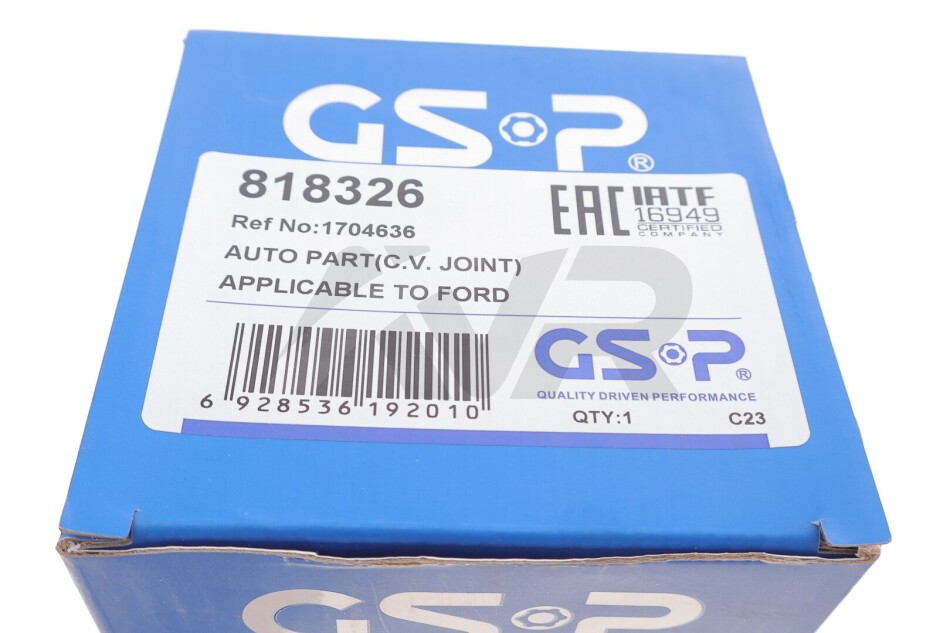 GSP®
818326
Ref No:1704636
AUTO PART(C.V. JOINT)
APPLICABLE TO FORD
EAC
IATF
16949
CERTIFIED
COMPANY
6 928536 192010
GSP®
QUALITY DRIVEN PERFORMANCE
QTY:1 C23
GSP